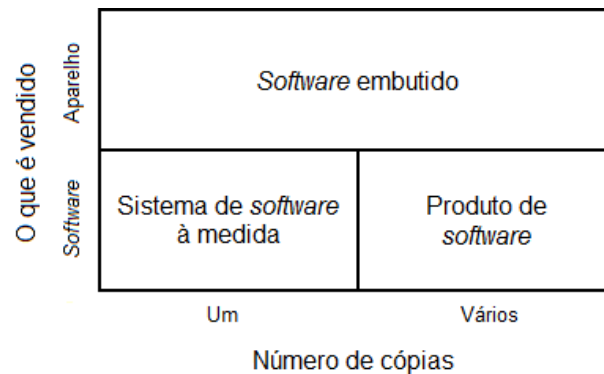 O que é vendido
Aparelho
Software embutido
Software
Sistema de software
à medida
Produto de
software
Um
Vários
Número de cópias